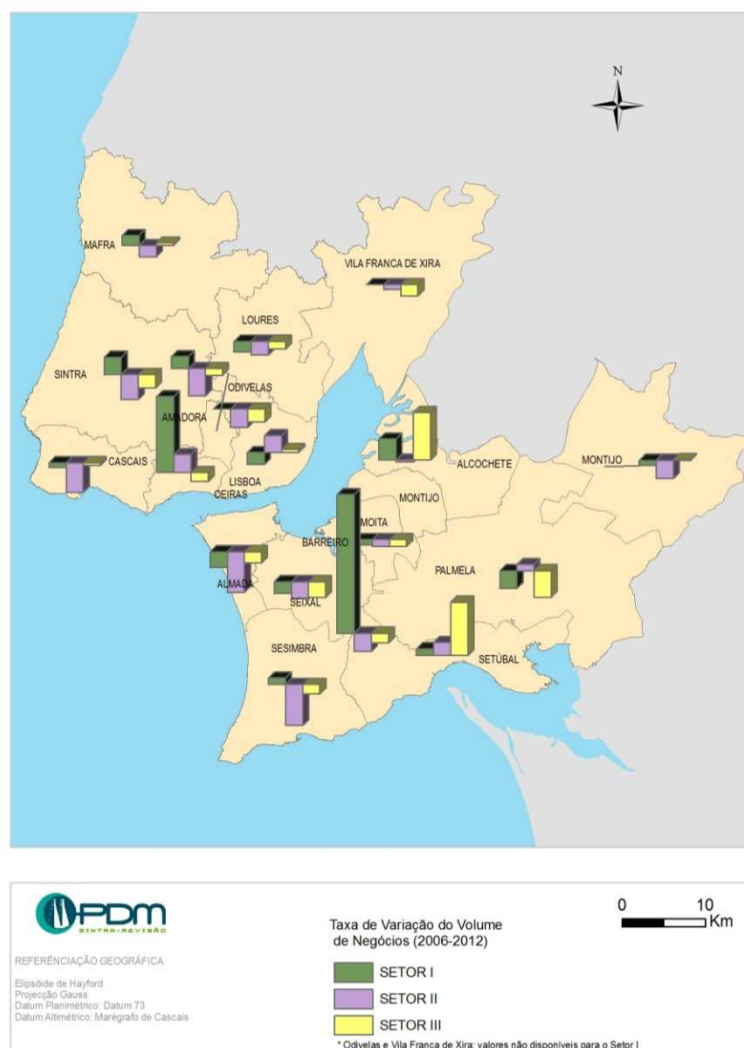 N
MAFRA
VILA FRANCA DE XIRA
LOURES
SINTRA
ODIVELAS
AMADORA
CASCAIS
LISBOA
OEIRAS
ALCOCHETE
MONTIJO
MONTIJO
MOITA
BARREIRO
PALMELA
ALMADA
SEIXAL
SESIMBRA
SETÚBAL
PDM
SINTRA-REVISÃO
REFERÊNCIAÇÃO GEOGRÁFICA
Elipsóide de Hayford
Projecção Gauss
Datum Planimétrico: Datum 73
Datum Altimétrico: Marégrafo de Cascais
0 10
Km
Taxa de Variação do Volume
de Negócios (2006-2012)
SETOR I
SETOR II
SETOR III
* Odivelas e Vila Franca de Xira: valores não disponíveis para o Setor I